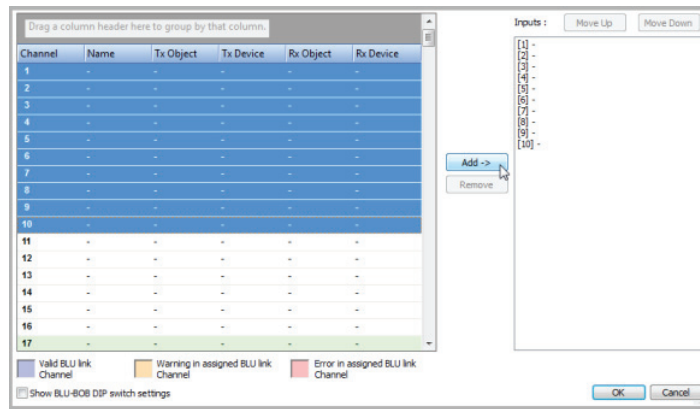 Drag a column header here to group by that column.
Channel Name Tx Object Tx Device Rx Object Rx Device
1 - - - - -
2 - - - - -
3 - - - - -
4 - - - - -
5 - - - - -
6 - - - - -
7 - - - - -
8 - - - - -
9 - - - - -
10 - - - - -
11 - - - - -
12 - - - - -
13 - - - - -
14 - - - - -
15 - - - - -
16 - - - - -
17 - - - - -
Valid BLU link
Channel
Warning in assigned BLU link
Channel
Error in assigned BLU link
Channel
Show BLU-BOB DIP switch settings
Add ->
Remove
Inputs : Move Up Move Down
[1] -
[2] -
[3] -
[4] -
[5] -
[6] -
[7] -
[8] -
[9] -
[10] -
OK Cancel